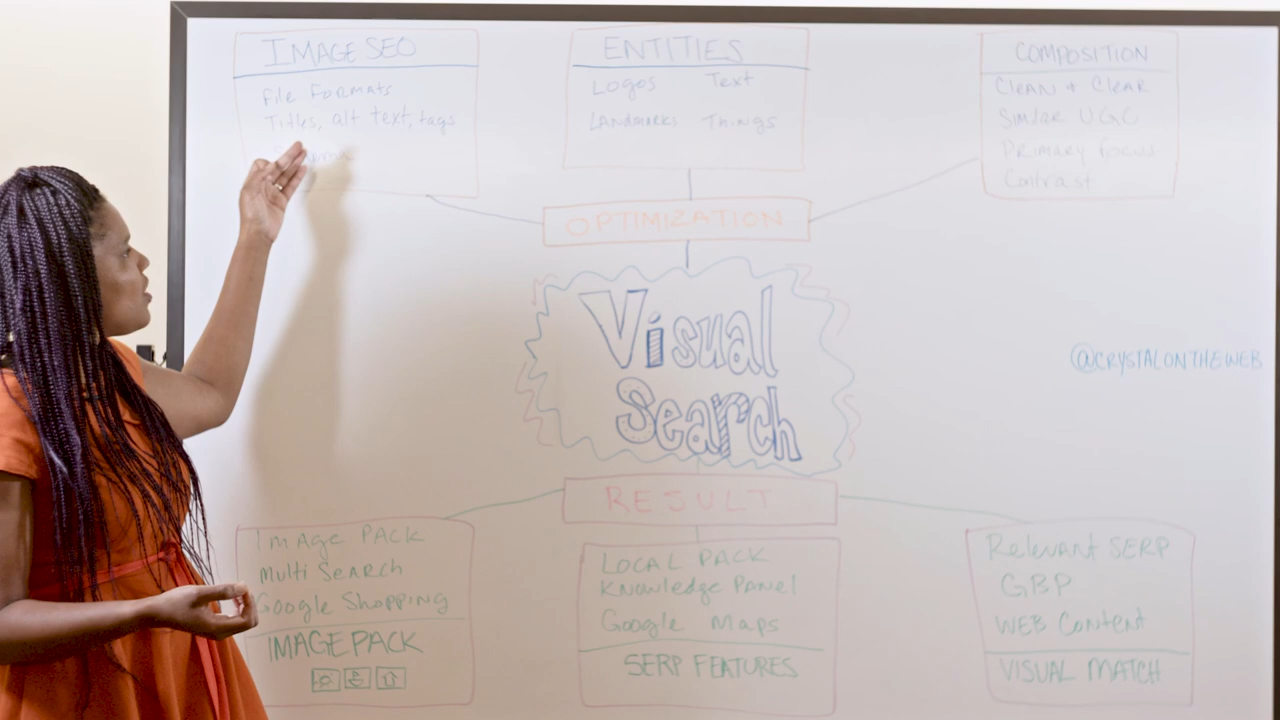 IMAGE SEO
File Formats
Titles, alt text, tags
ENTITIES
Logos Text
Landmarks Things
COMPOSITION
Clean & Clear
Similar UGC
Primary focus
Contrast
OPTIMIZATION
Visual
Search
@CRYSTALONTHEWEB
RESULT
Image PACK
Multi Search
Google Shopping
IMAGE PACK
LOCAL PACK
Knowledge Panel
Google Maps
SERP FEATURES
Relevant SERP
GBP
WEB Content
VISUAL MATCH